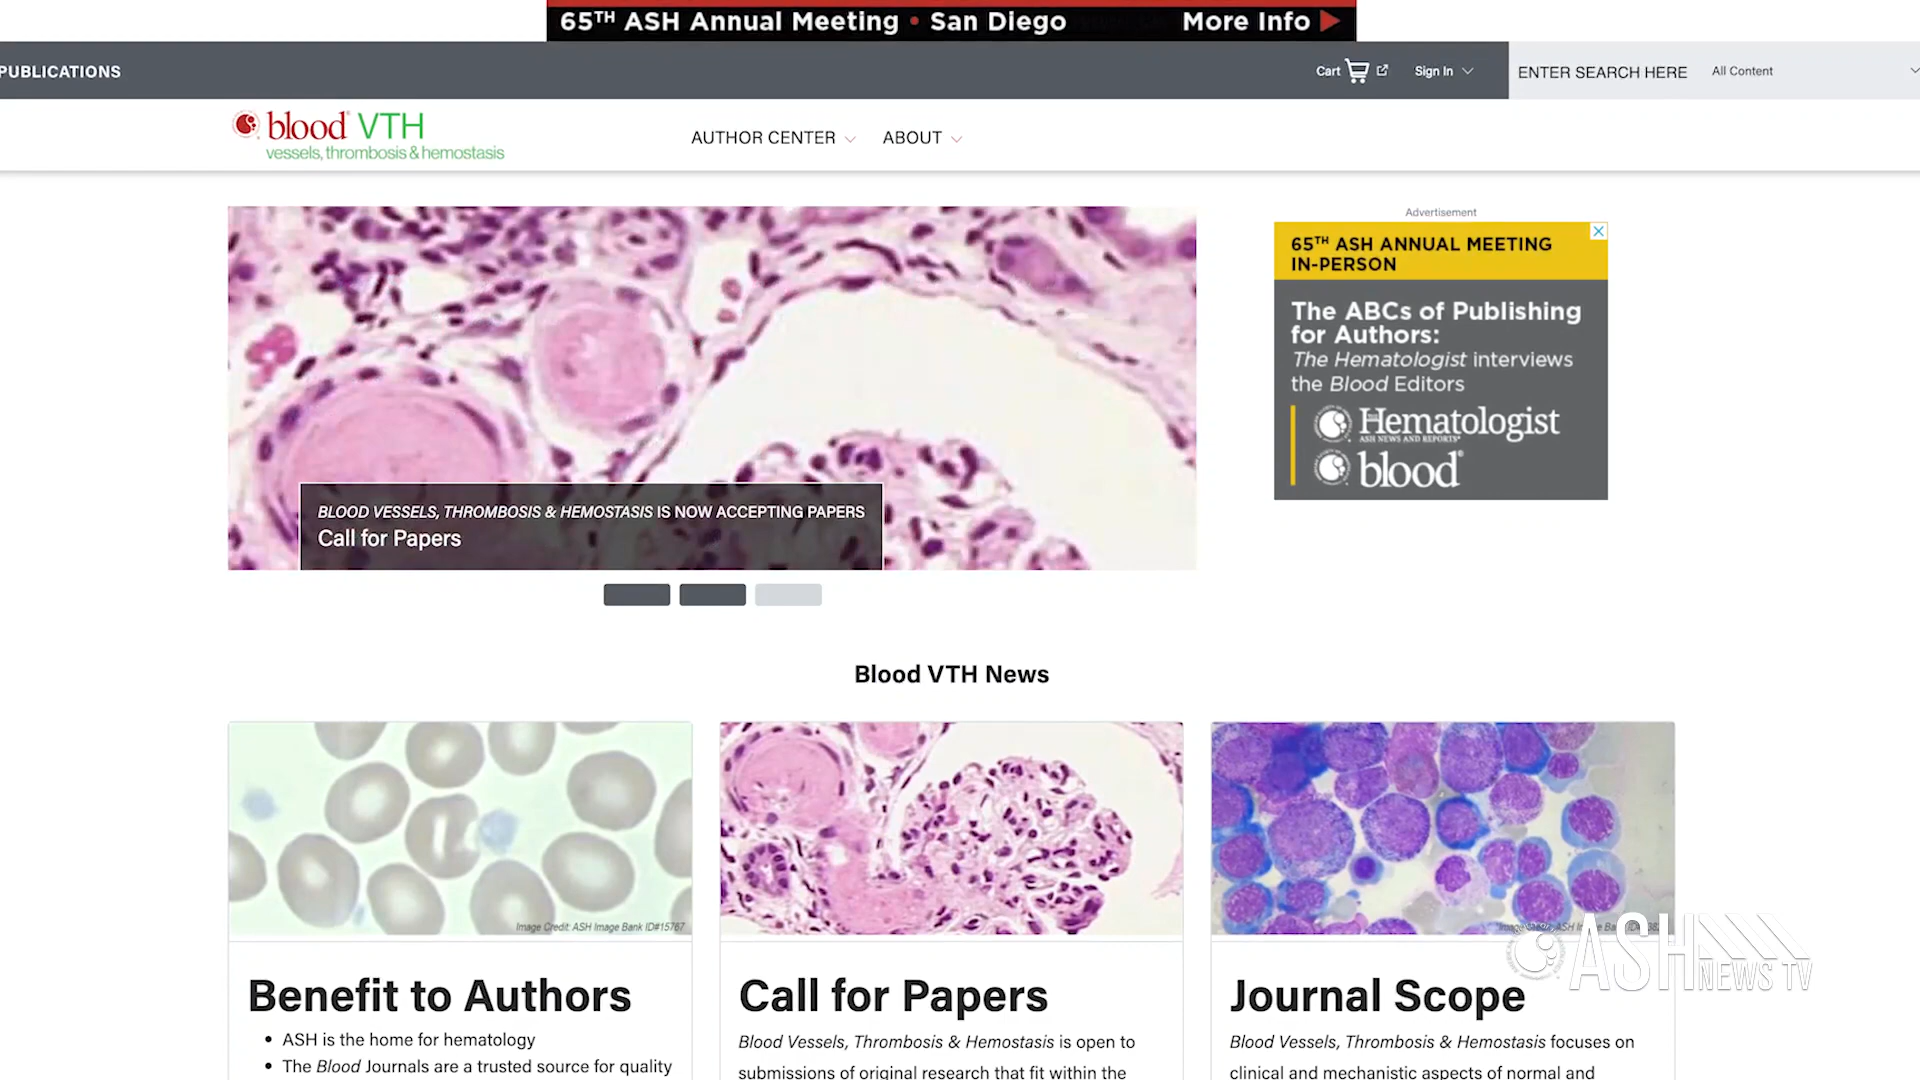 65TH ASH Annual Meeting • San Diego More Info
PUBLICATIONS
Cart
Sign In
ENTER SEARCH HERE
All Content
blood VTH
vessels, thrombosis & hemostasis
AUTHOR CENTER
ABOUT
Advertisement
65TH ASH ANNUAL MEETING
IN-PERSON
The ABCs of Publishing
for Authors:
The Hematologist interviews
the Blood Editors
THE Hematologist
ASH NEWS AND REPORTS
blood
BLOOD VESSELS, THROMBOSIS & HEMOSTASIS IS NOW ACCEPTING PAPERS
Call for Papers
Blood VTH News
Image Credit: ASH Image Bank ID#15767
Benefit to Authors
• ASH is the home for hematology
• The Blood Journals are a trusted source for quality
Call for Papers
Blood Vessels, Thrombosis & Hemostasis is open to
submissions of original research that fit within the
Journal Scope
Blood Vessels, Thrombosis & Hemostasis focuses on
clinical and mechanistic aspects of normal and
ASH
NEWS TV